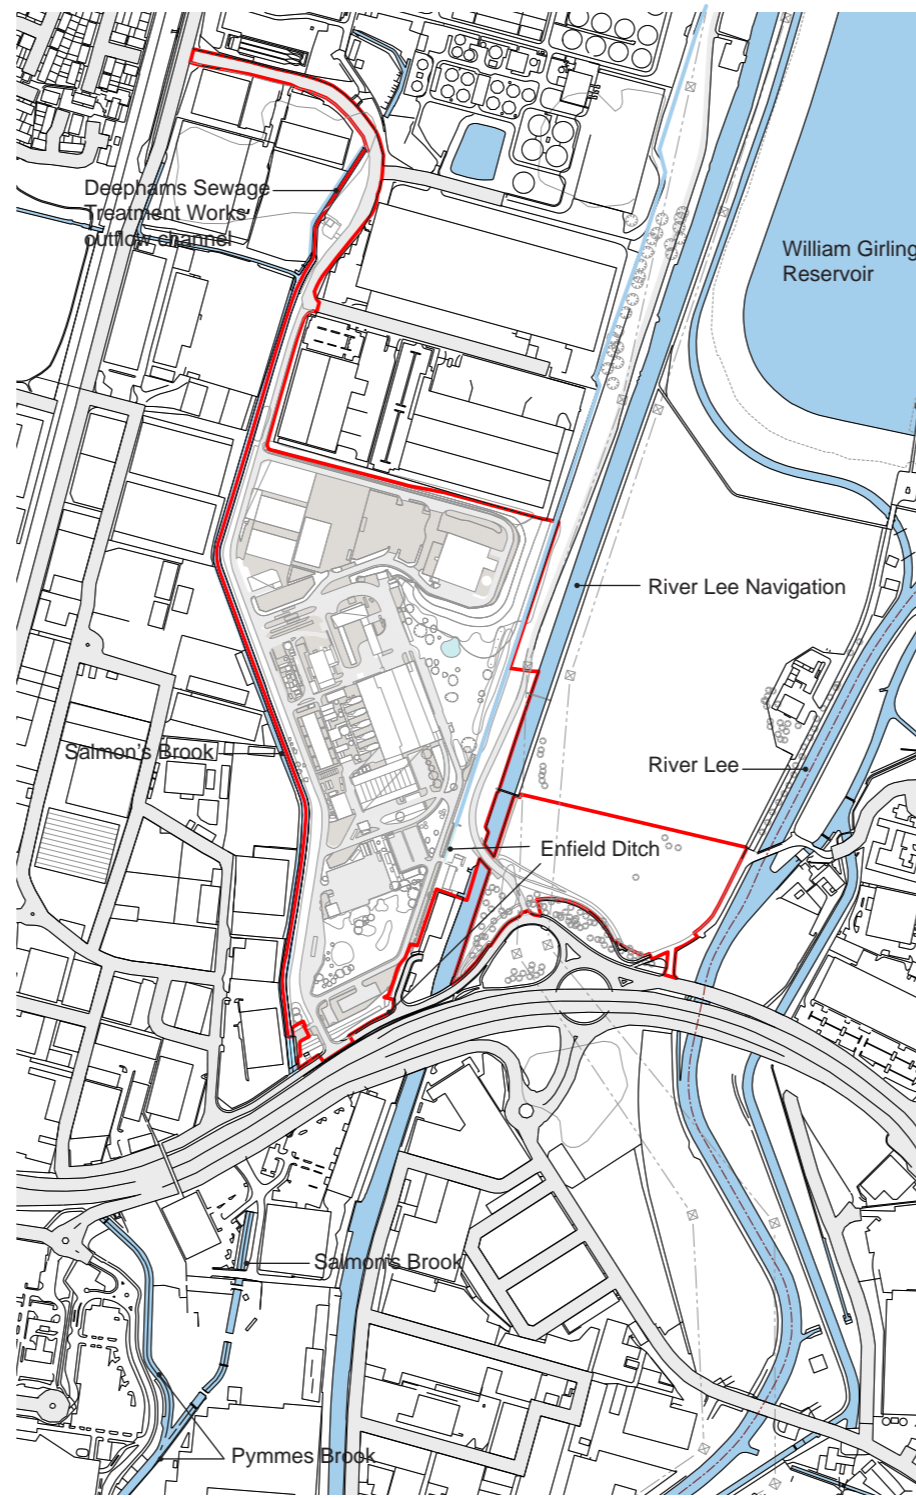 Deephams Sewage
Treatment Works'
outflow channel
William Girling
Reservoir
River Lee Navigation
Salmon's Brook
River Lee
Enfield Ditch
Salmon's Brook
Pymmes Brook